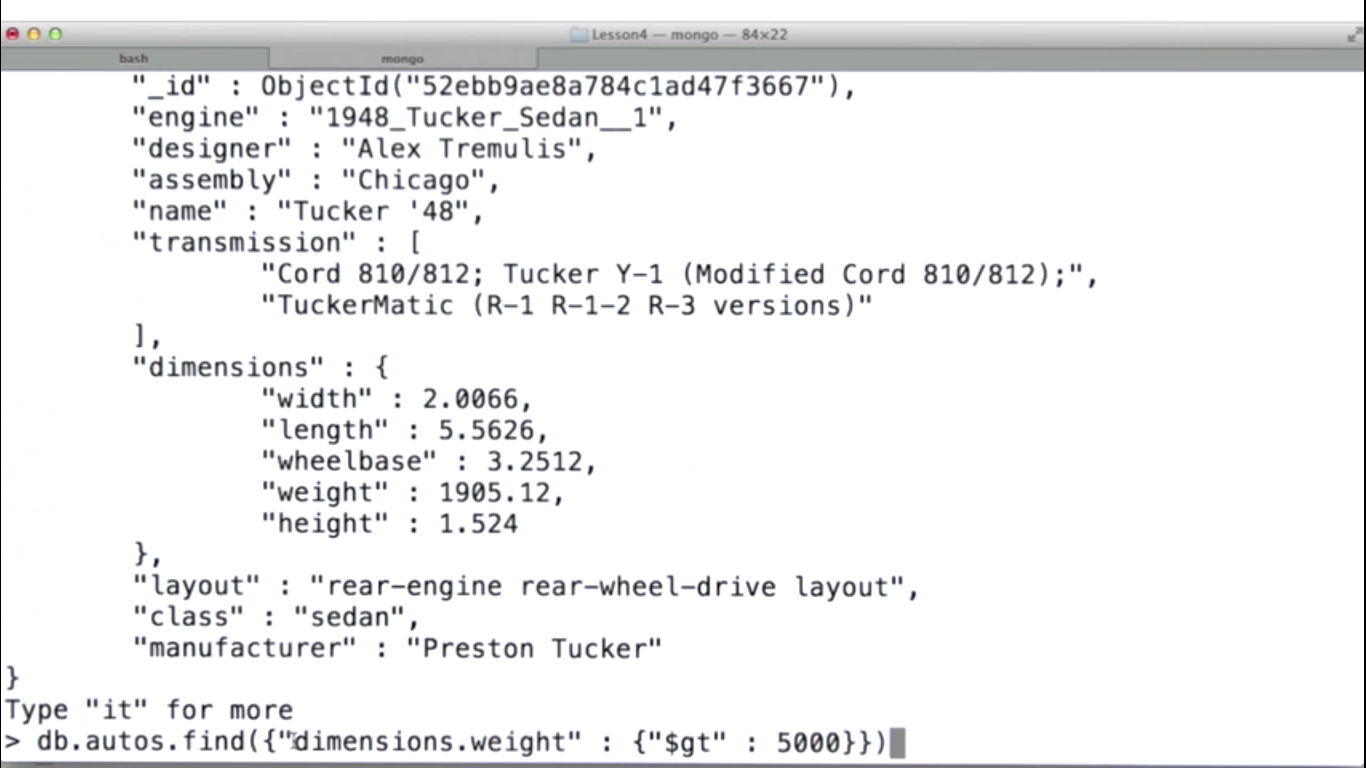 Lesson4 — mongo — 84×22
bash mongo
"_id" : ObjectId("52ebb9ae8a784c1ad47f3667"),
"engine" : "1948_Tucker_Sedan__1",
"designer" : "Alex Tremulis",
"assembly" : "Chicago",
"name" : "Tucker '48",
"transmission" : [
"Cord 810/812; Tucker Y-1 (Modified Cord 810/812);",
"TuckerMatic (R-1 R-1-2 R-3 versions)"
],
"dimensions" : {
"width" : 2.0066,
"length" : 5.5626,
"wheelbase" : 3.2512,
"weight" : 1905.12,
"height" : 1.524
},
"layout" : "rear-engine rear-wheel-drive layout",
"class" : "sedan",
"manufacturer" : "Preston Tucker"
}
Type "it" for more
> db.autos.find({"dimensions.weight" : {"$gt" : 5000}})